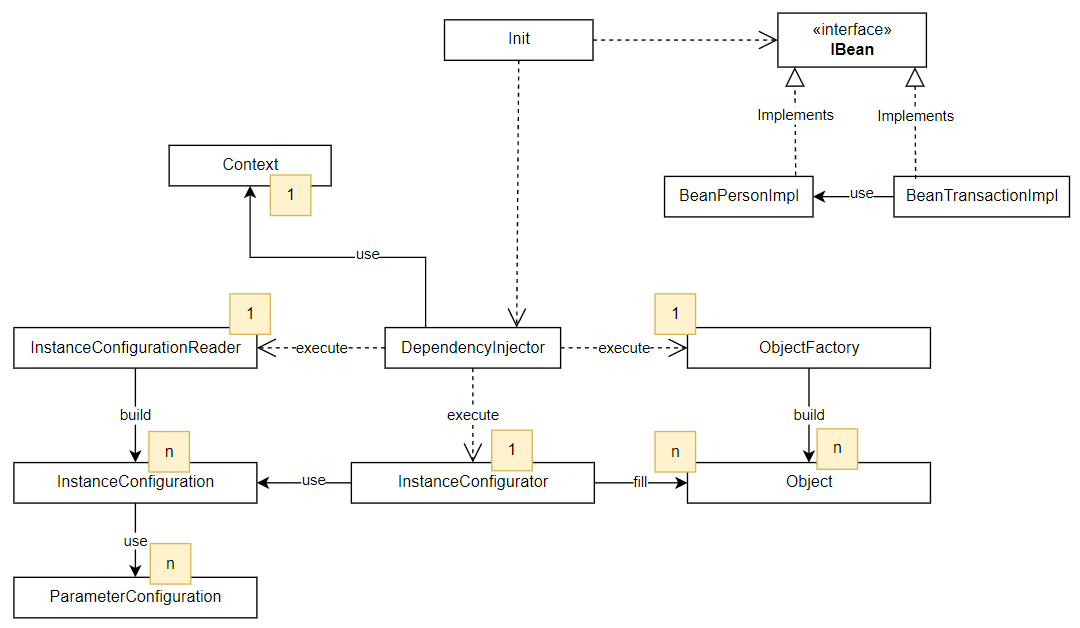 Init
«interface»
IBean
Implements
Implements
Context
1
BeanPersonImpl
use
BeanTransactionImpl
use
1
1
InstanceConfigurationReader
execute
DependencyInjector
execute
ObjectFactory
build
execute
build
n
1
n
n
InstanceConfiguration
use
InstanceConfigurator
fill
Object
use
n
ParameterConfiguration